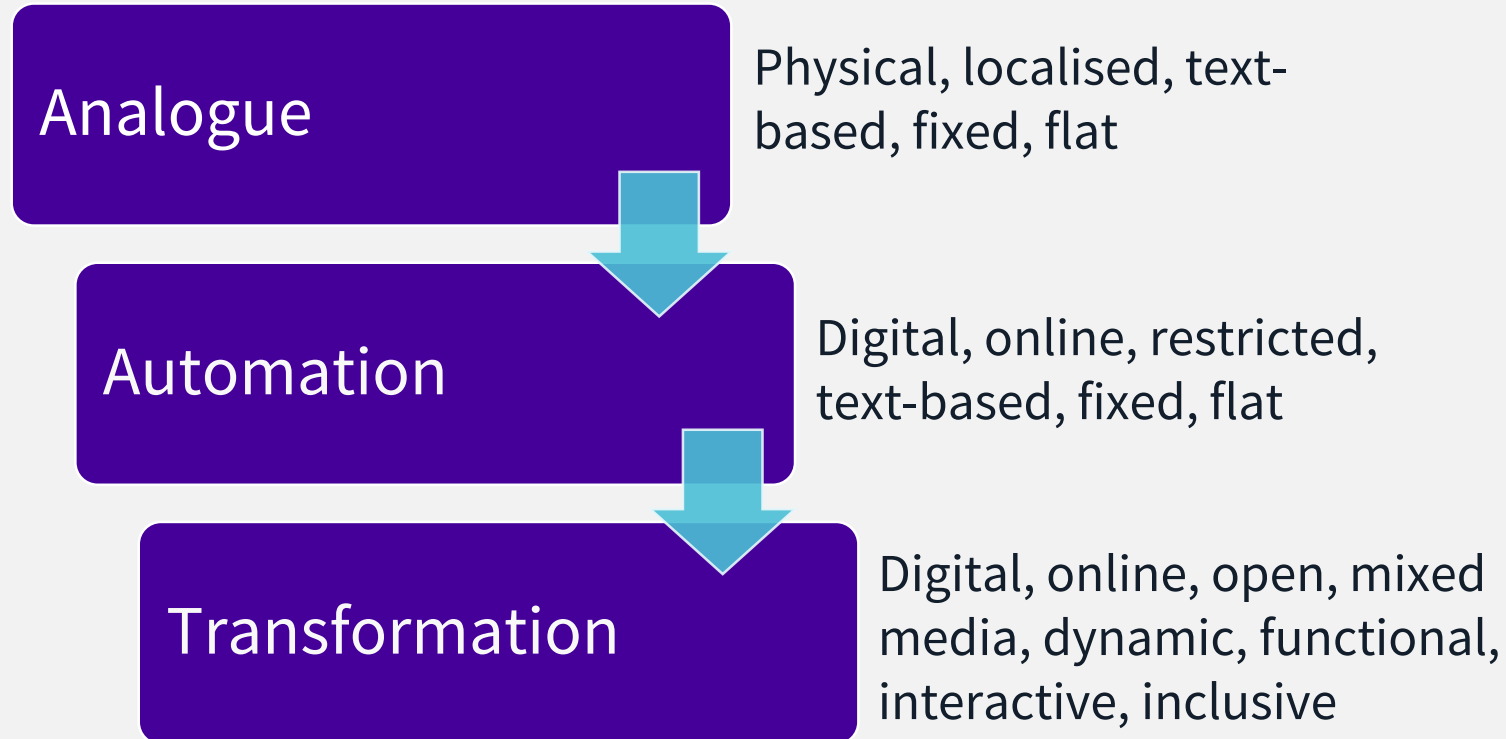 Analogue
Physical, localised, text-
based, fixed, flat
Automation
Digital, online, restricted,
text-based, fixed, flat
Transformation
Digital, online, open, mixed
media, dynamic, functional,
interactive, inclusive